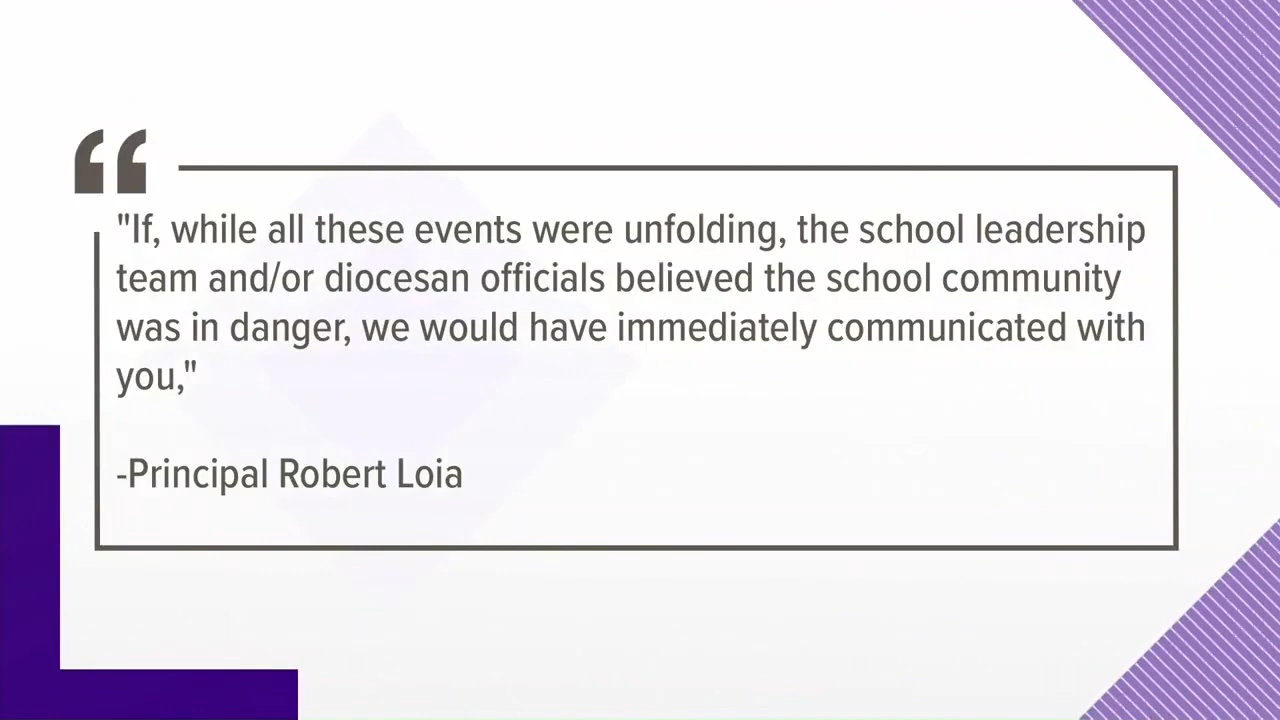 "If, while all these events were unfolding, the school leadership
team and/or diocesan officials believed the school community
was in danger, we would have immediately communicated with
you,"
-Principal Robert Loia